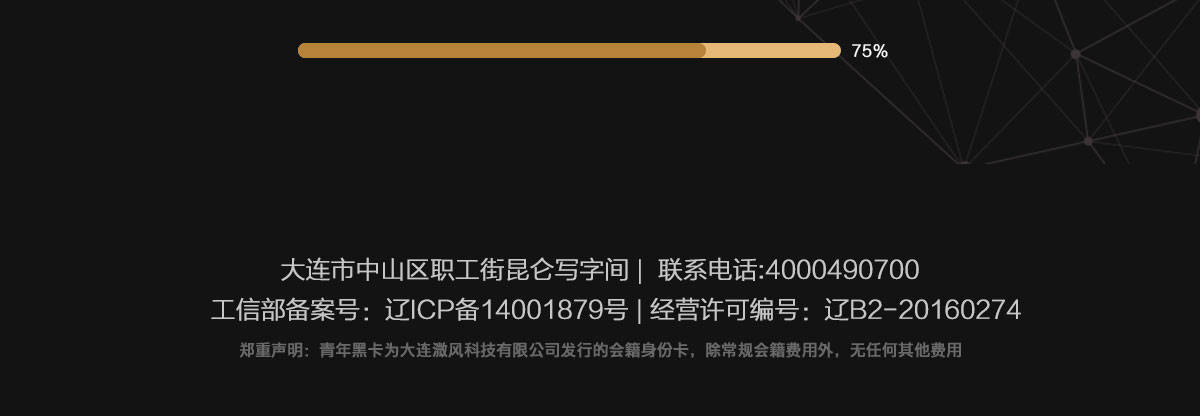 75%
大连市中山区职工街昆仑写字间 | 联系电话:4000490700
工信部备案号：辽ICP备14001879号 | 经营许可编号：辽B2-20160274
郑重声明：青年黑卡为大连溦风科技有限公司发行的会籍身份卡，除常规会籍费用外，无任何其他费用